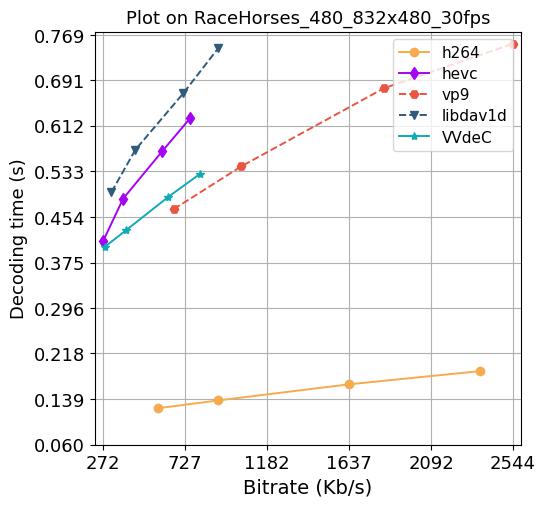 Plot on RaceHorses_480_832x480_30fps
Decoding time (s)
0.769
0.691
0.612
0.533
0.454
0.375
0.296
0.218
0.139
0.060
h264
hevc
vp9
libdav1d
VVdeC
272 727 1182 1637 2092 2544
Bitrate (Kb/s)